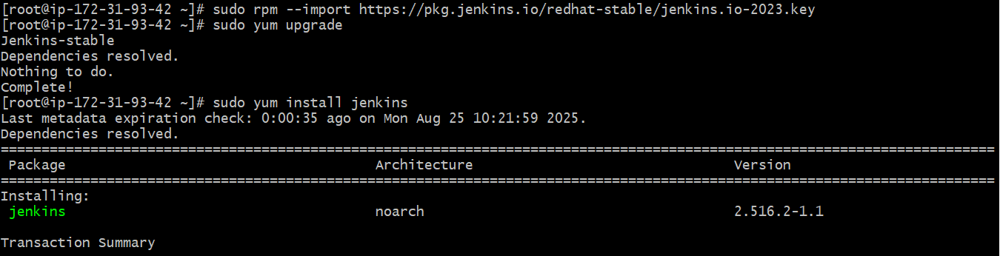 [root@ip-172-31-93-42 ~]# sudo rpm --import https://pkg.jenkins.io/redhat-stable/jenkins.io-2023.key
[root@ip-172-31-93-42 ~]# sudo yum upgrade
Jenkins-stable
Dependencies resolved.
Nothing to do.
Complete!
[root@ip-172-31-93-42 ~]# sudo yum install jenkins
Last metadata expiration check: 0:00:35 ago on Mon Aug 25 10:21:59 2025.
Dependencies resolved.
================================================================================================================================
Package Architecture Version
================================================================================================================================
Installing:
jenkins noarch 2.516.2-1.1
Transaction Summary